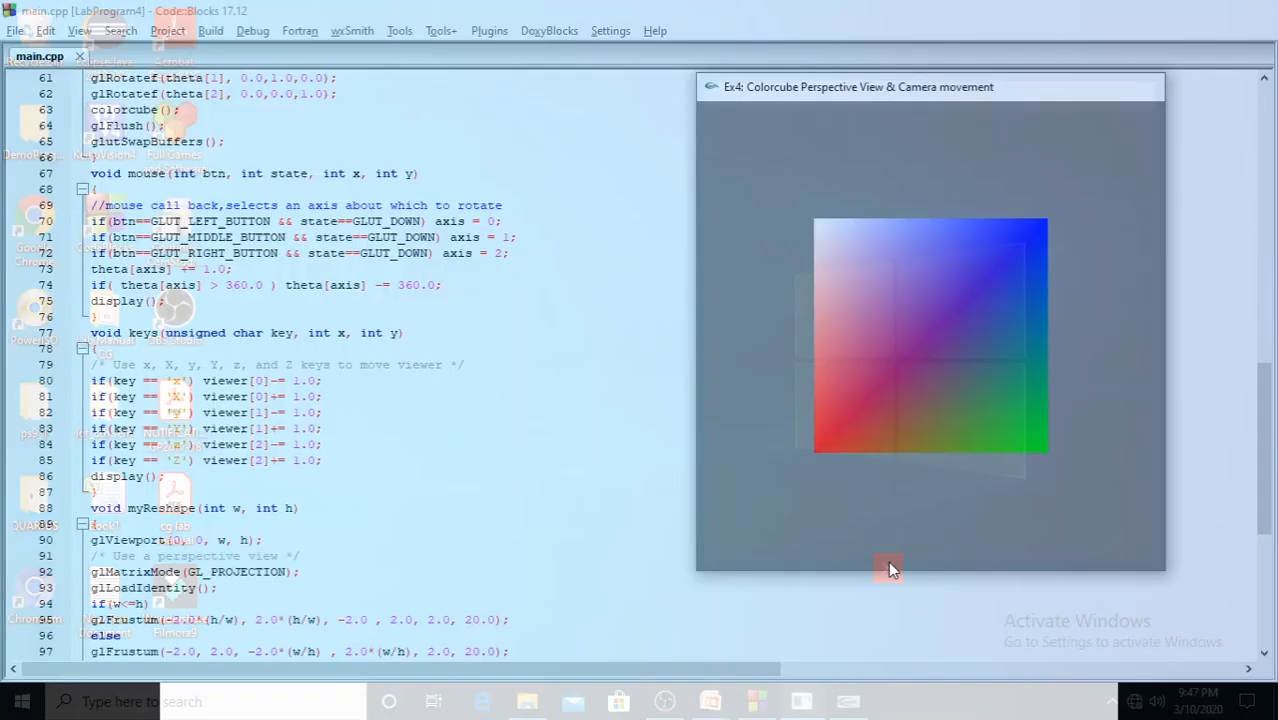 main.cpp [LabProgram4] - Code::Blocks 17.12
File Edit View Search Project Build Debug Fortran wxSmith Tools Tools+ Plugins DoxyBlocks Settings Help
main.cpp
61 glRotatef(theta[1], 0.0,1.0,0.0);
62 glRotatef(theta[2], 0.0,0.0,1.0);
63 colorcube();
64 glFlush();
65 glutSwapBuffers();
66 }
67 void mouse(int btn, int state, int x, int y)
68 {
69 //mouse call back,selects an axis about which to rotate
70 if(btn==GLUT_LEFT_BUTTON && state==GLUT_DOWN) axis = 0;
71 if(btn==GLUT_MIDDLE_BUTTON && state==GLUT_DOWN) axis = 1;
72 if(btn==GLUT_RIGHT_BUTTON && state==GLUT_DOWN) axis = 2;
73 theta[axis] += 1.0;
74 if( theta[axis] > 360.0 ) theta[axis] -= 360.0;
75 display();
76 }
77 void keys(unsigned char key, int x, int y)
78 {
79 /* Use x, X, y, Y, z, and Z keys to move viewer */
80 if(key == 'x') viewer[0]-= 1.0;
81 if(key == 'X') viewer[0]+= 1.0;
82 if(key == 'y') viewer[1]-= 1.0;
83 if(key == 'Y') viewer[1]+= 1.0;
84 if(key == 'z') viewer[2]-= 1.0;
85 if(key == 'Z') viewer[2]+= 1.0;
86 display();
87 }
88 void myReshape(int w, int h)
89 {
90 glViewport(0, 0, w, h);
91 /* Use a perspective view */
92 glMatrixMode(GL_PROJECTION);
93 glLoadIdentity();
94 if(w<=h)
95 glFrustum(-2.0*(h/w), 2.0*(h/w), -2.0 , 2.0, 2.0, 20.0);
96 else
97 glFrustum(-2.0, 2.0, -2.0*(w/h) , 2.0*(w/h), 2.0, 20.0);
Ex4: Colorcube Perspective View & Camera movement
Acrobat
Google
Chrome
PowerISO
OBS Studio
cg lab
Filmora9
Activate Windows
Go to Settings to activate Windows.
Type here to search
9:47 PM
3/10/2020